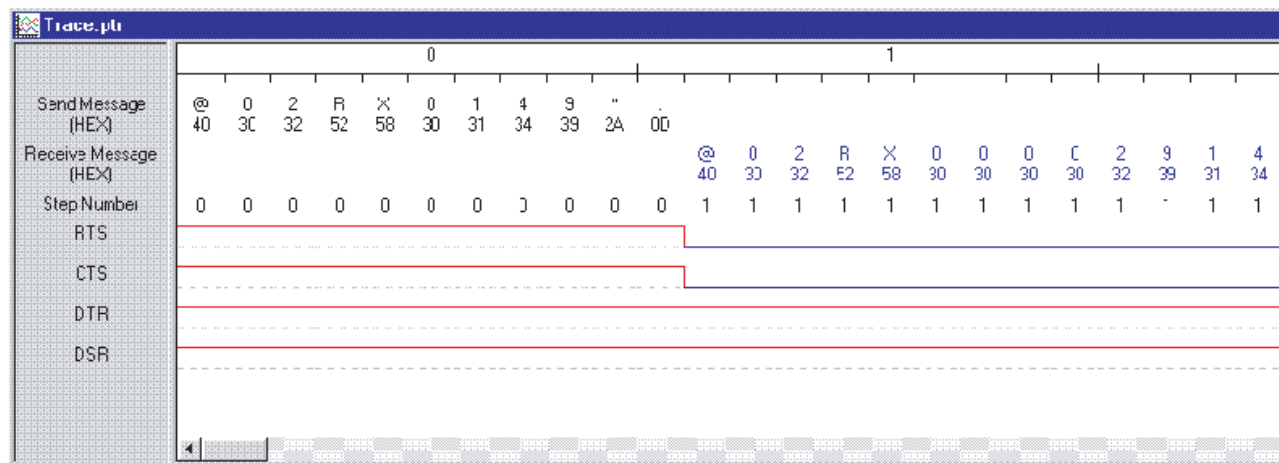 Trace.ptr
0 1
Send Message @ 0 2 R X 0 1 4 9 " .
(HEX) 40 30 32 52 58 30 31 34 39 2A 0D
Receive Message @ 0 2 R X 0 0 0 0 2 9 1 4
(HEX) 40 30 32 52 58 30 30 30 30 32 39 31 34
Step Number 0 0 0 0 0 0 0 0 0 0 0 1 1 1 1 1 1 1 1 1 1 1 1
RTS
CTS
DTR
DSR